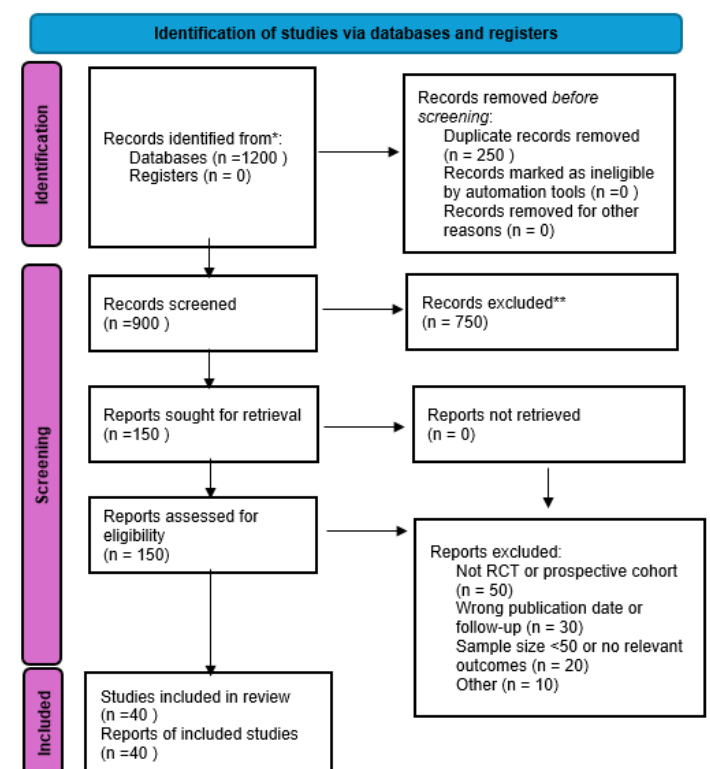 Identification of studies via databases and registers
Identification
Records identified from*:
Databases (n =1200 )
Registers (n = 0)
Records removed before
screening:
Duplicate records removed
(n = 250 )
Records marked as ineligible
by automation tools (n =0 )
Records removed for other
reasons (n = 0)
Screening
Records screened
(n =900 )
Records excluded**
(n = 750)
Reports sought for retrieval
(n =150 )
Reports not retrieved
(n = 0)
Reports assessed for
eligibility
(n = 150)
Reports excluded:
Not RCT or prospective cohort
(n = 50)
Wrong publication date or
follow-up (n = 30)
Sample size <50 or no relevant
outcomes (n = 20)
Other (n = 10)
Included
Studies included in review
(n =40 )
Reports of included studies
(n =40 )